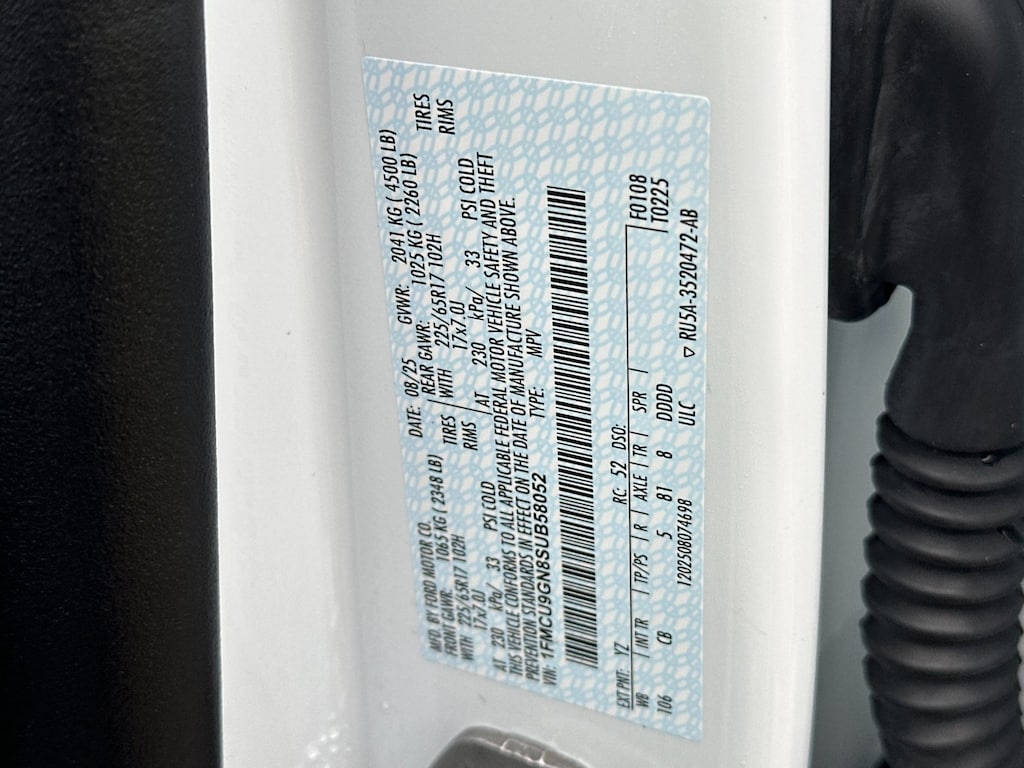 MFD. BY FORD MOTOR CO. DATE: 08/25 GVWR: 2041 KG ( 4500 LB)
FRONT GAWR: 1065 KG ( 2348 LB) REAR GAWR: 1025 KG ( 2260 LB)
WITH 225/65R17 102H TIRES WITH 225/65R17 102H TIRES
17x7.0J RIMS 17x7.0J RIMS
AT 230 kPa/ 33 PSI COLD AT 230 kPa/ 33 PSI COLD
THIS VEHICLE CONFORMS TO ALL APPLICABLE FEDERAL MOTOR VEHICLE SAFETY AND THEFT
PREVENTION STANDARDS IN EFFECT ON THE DATE OF MANUFACTURE SHOWN ABOVE.
VIN: 1FMCU9GN8SUB58052 TYPE: MPV
EXT PNT: YZ RC: 52 DSO: F0108
WB | INT TR | TP/PS | R | AXLE | TR | SPR | T0225
106 CB 5 81 8 DDDD
1202508074698 ULC ▽ RU5A-3520472-AB